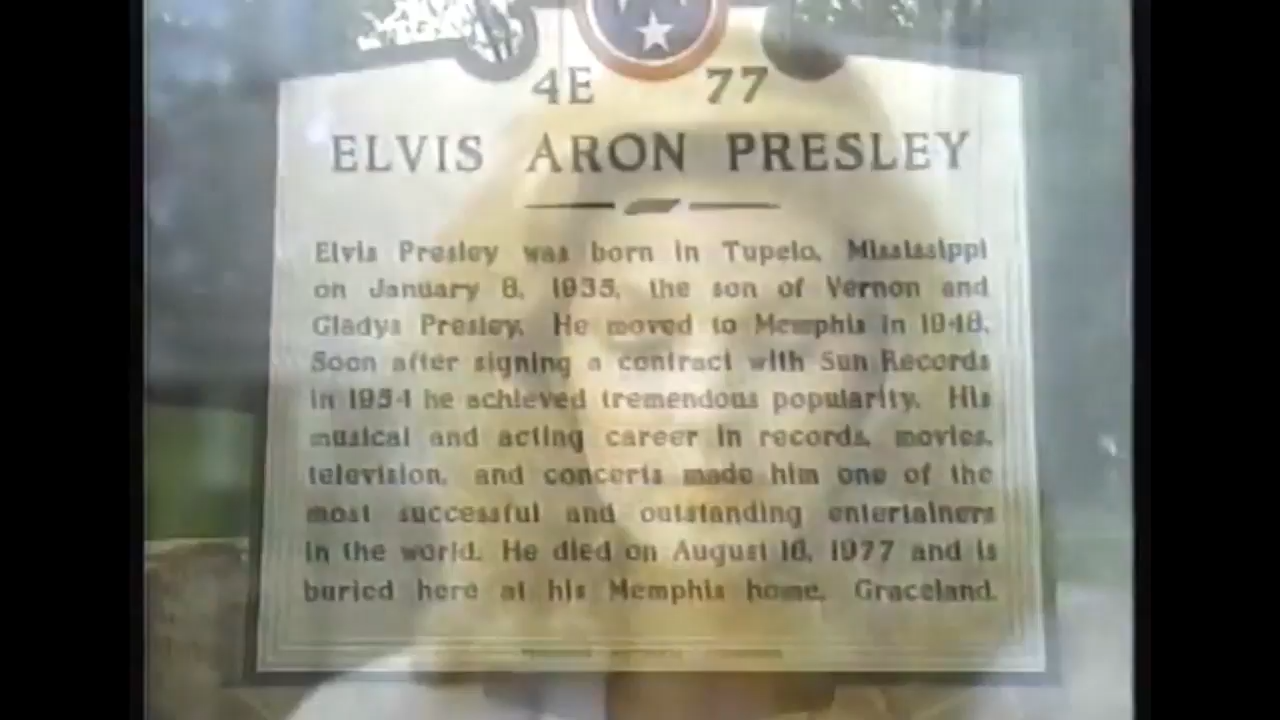 4E 77
ELVIS ARON PRESLEY
Elvis Presley was born in Tupelo, Mississippi
on January 8, 1935, the son of Vernon and
Gladys Presley. He moved to Memphis in 1948.
Soon after signing a contract with Sun Records
in 1954 he achieved tremendous popularity. His
musical and acting career in records, movies,
television, and concerts made him one of the
most successful and outstanding entertainers
in the world. He died on August 16, 1977 and is
buried here at his Memphis home, Graceland.